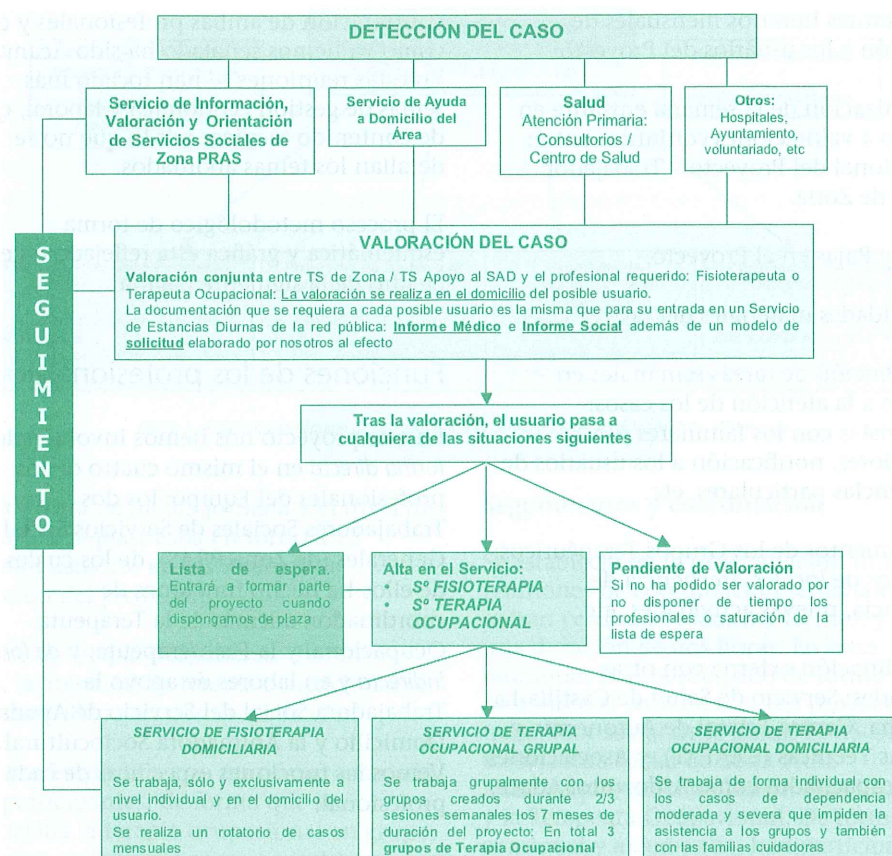 DETECCIÓN DEL CASO
Servicio de Información,
Valoración y Orientación
de Servicios Sociales de
Zona PRAS
Servicio de Ayuda
a Domicilio del
Área
Salud
Atención Primaria:
Consultorios /
Centro de Salud
Otros:
Hospitales,
Ayuntamiento,
voluntariado, etc
SEGUIMIENTO
VALORACIÓN DEL CASO
Valoración conjunta entre TS de Zona / TS Apoyo al SAD y el profesional requerido: Fisioterapeuta o
Terapeuta Ocupacional: La valoración se realiza en el domicilio del posible usuario.
La documentación que se requiera a cada posible usuario es la misma que para la entrada en un Servicio
de Estancias Diurnas de la red pública: Informe Médico e Informe Social además de un modelo de
solicitud elaborado por nosotros al efecto
Tras la valoración, el usuario pasa a
cualquiera de las situaciones siguientes
Lista de espera:
Entrará a formar parte
del proyecto cuando
dispongamos de plaza
Alta en el Servicio:
• Sº FISIOTERAPIA
• Sº TERAPIA
OCUPACIONAL
Pendiente de Valoración
Si no ha podido ser valorado por
no disponer de tiempo los
profesionales o saturación de la
lista de espera
SERVICIO DE FISIOTERAPIA
DOMICILIARIA
Se trabaja, sólo y exclusivamente a
nivel individual y en el domicilio del
usuario.
Se realiza un rotatorio de casos
mensuales
SERVICIO DE TERAPIA
OCUPACIONAL GRUPAL
Se trabaja grupalmente con los
grupos creados durante 2/3
sesiones semanales los 7 meses de
duración del proyecto: En total 3
grupos de Terapia Ocupacional
SERVICIO DE TERAPIA
OCUPACIONAL DOMICILIARIA
Se trabaja de forma individual con
los casos de dependencia
moderada y severa que impiden la
asistencia a los grupos y también
con las familias cuidadoras